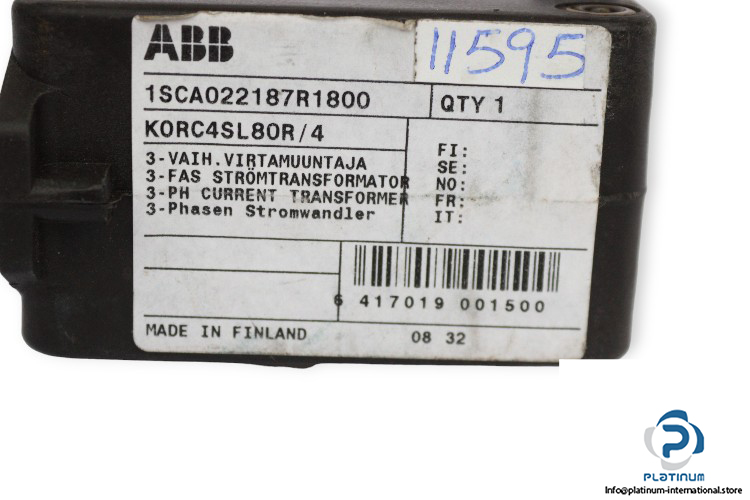 ABB
11595
1SCA022187R1800
QTY 1
KORC4SL80R/4
3-VAIH.VIRTAMUUNTAJA
3-FAS STRÖMTRANSFORMATOR
3-PH CURRENT TRANSFORMER
3-Phasen Stromwandler
FI:
SE:
NO:
FR:
IT:
6 417019 001500
MADE IN FINLAND
08 32
PLATINUM
Info@platinum-international.store